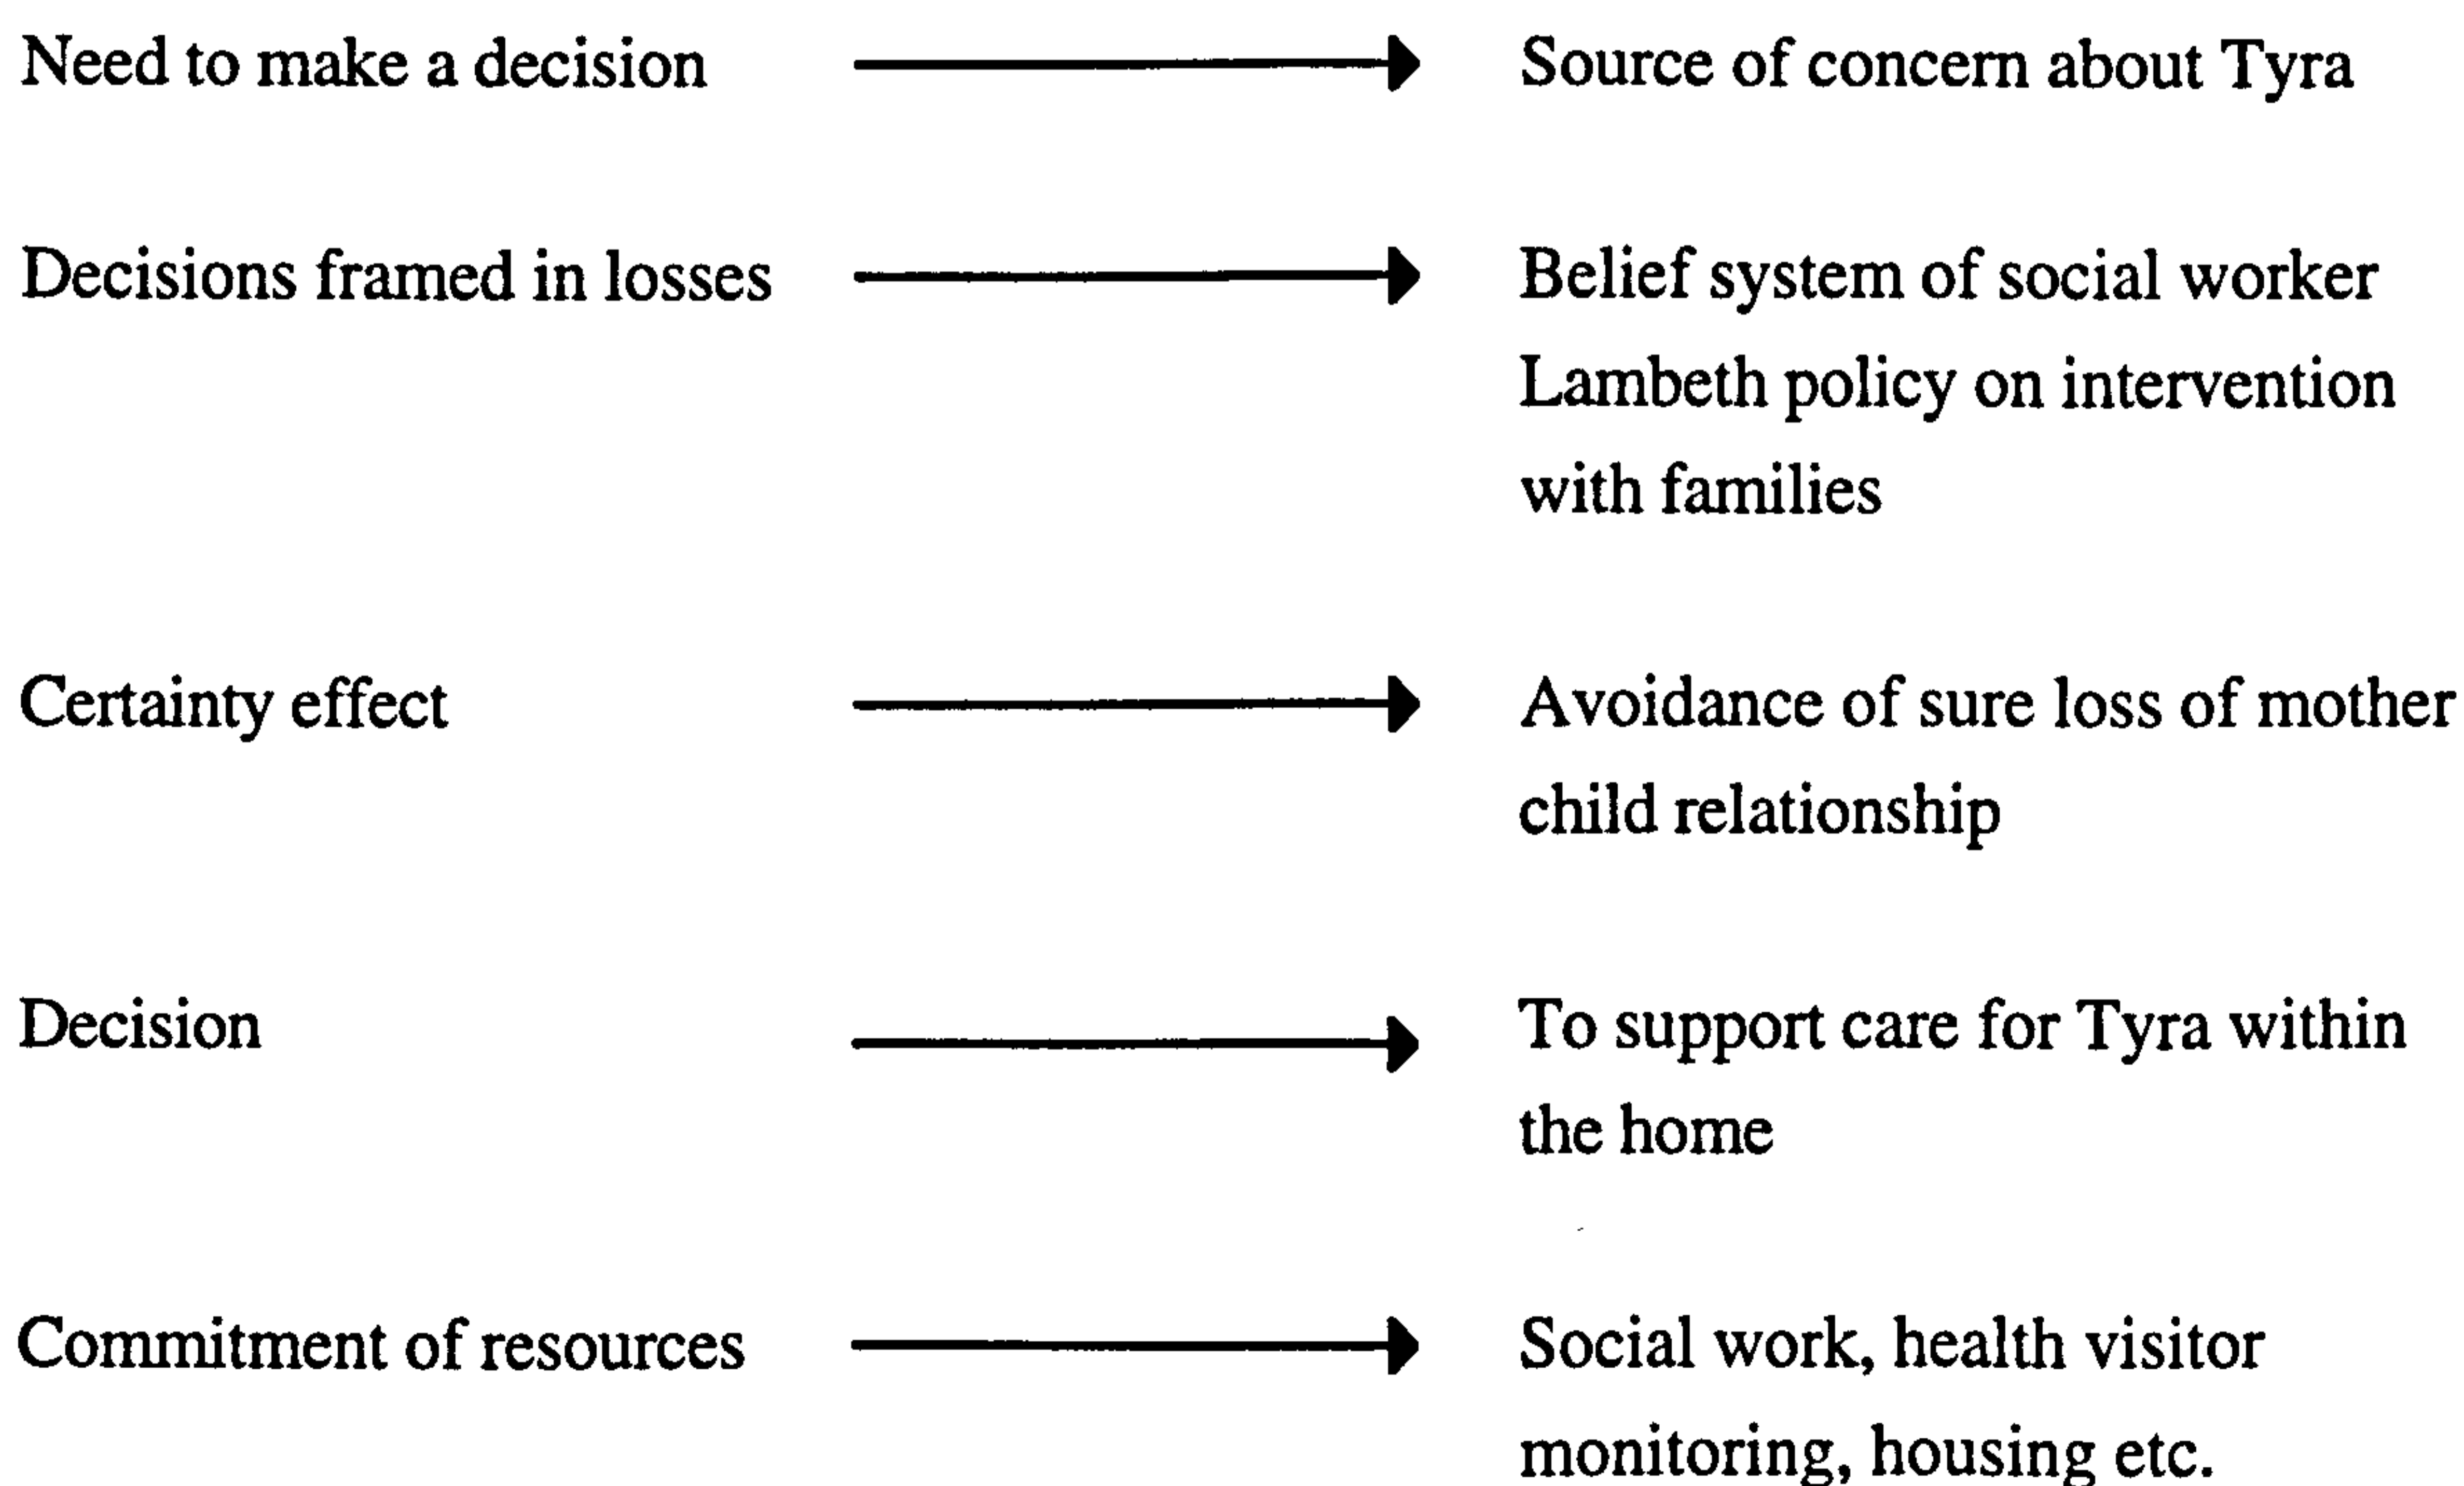 Need to make a decision Source of concern about Tyra
Decisions framed in losses Belief system of social worker
Lambeth policy on intervention
with families
Certainty effect Avoidance of sure loss of mother
child relationship
Decision To support care for Tyra within
the home
Commitment of resources Social work, health visitor
monitoring, housing etc.